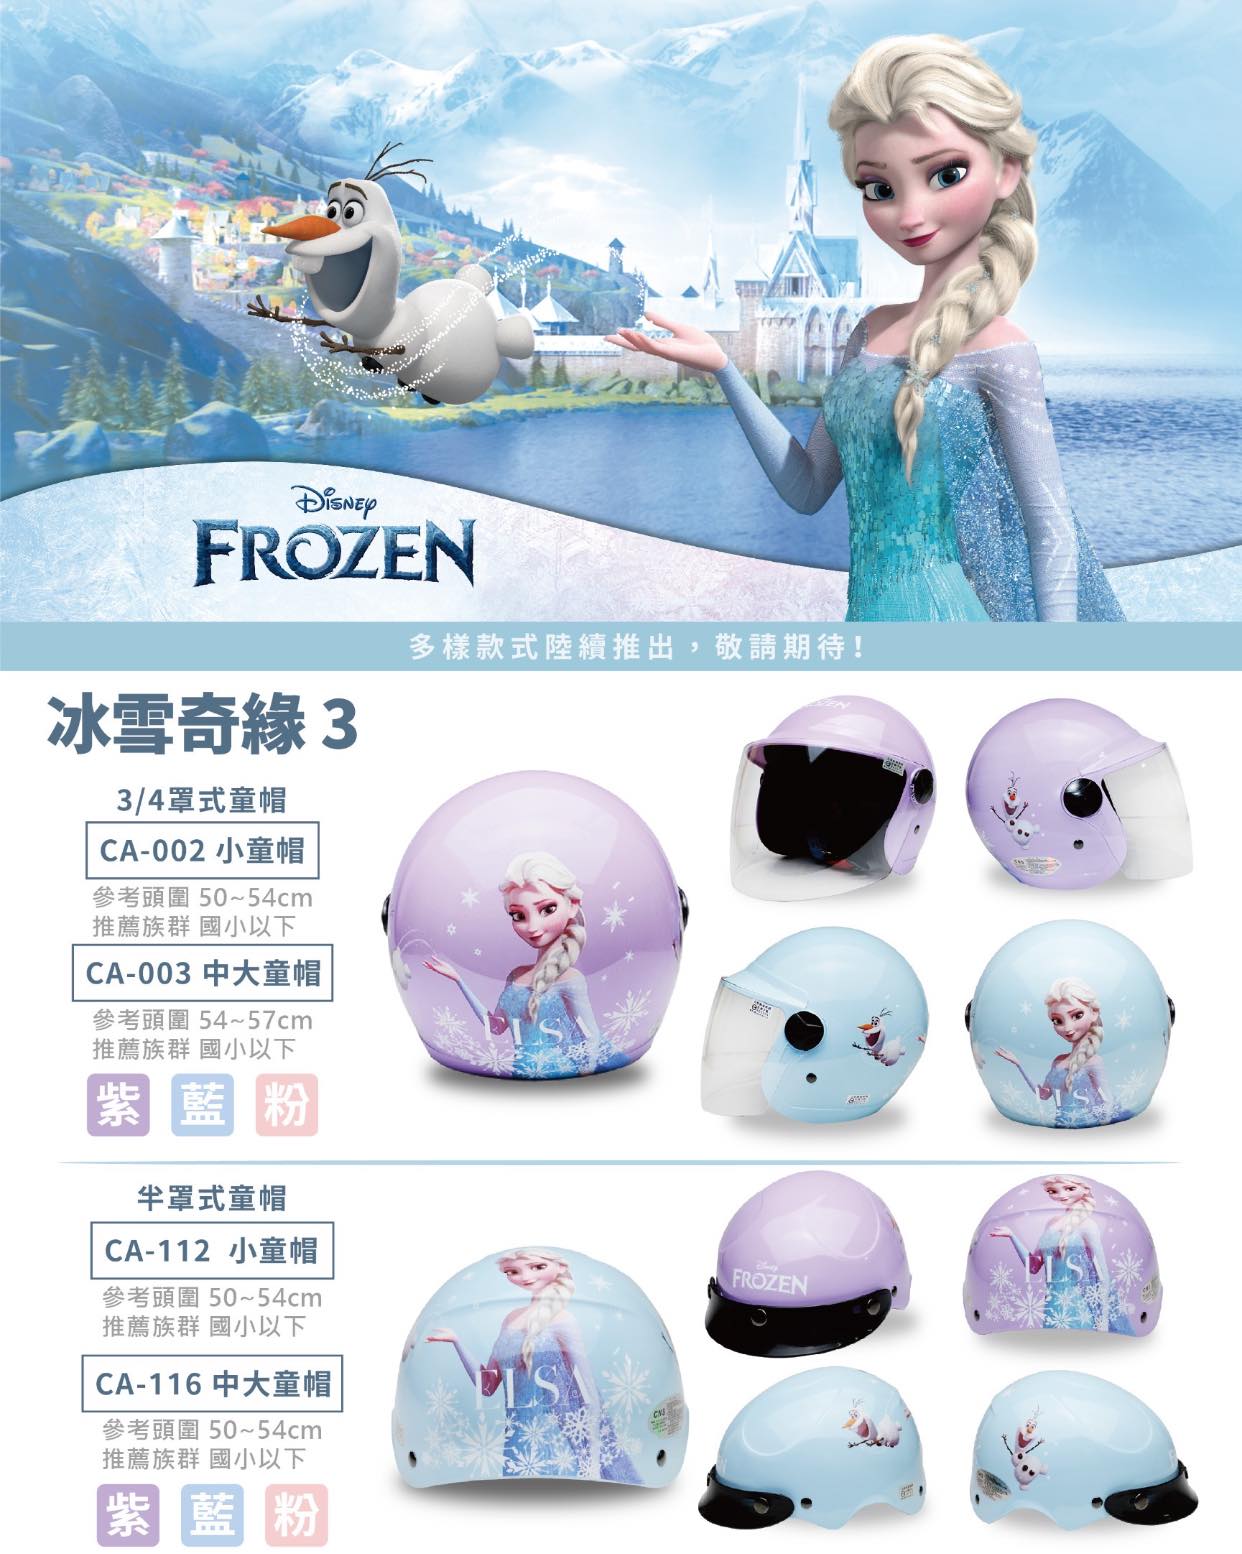 Disney
FROZEN
多樣款式陸續推出，敬請期待！
冰雪奇緣 3
3/4罩式童帽
CA-002 小童帽
參考頭圍 50~54cm
推薦族群 國小以下
CA-003 中大童帽
參考頭圍 54~57cm
推薦族群 國小以下
紫 藍 粉
ELSA
ELSA
半罩式童帽
CA-112 小童帽
參考頭圍 50~54cm
推薦族群 國小以下
CA-116 中大童帽
參考頭圍 50~54cm
推薦族群 國小以下
紫 藍 粉
ELSA
CNS
Disney
FROZEN
ELSA